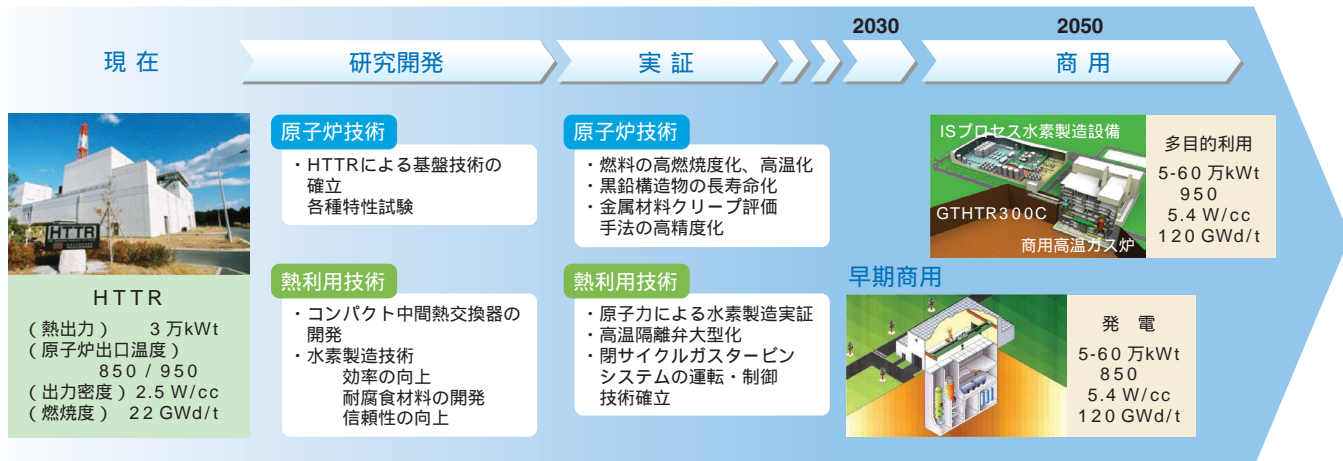 2030
2050
現在
研究開発
実証
商用
HTTR
HTTR
(熱出力) 3万kWt
(原子炉出口温度)
850 / 950
(出力密度) 2.5 W/cc
(燃焼度) 22 GWd/t
原子炉技術
・HTTRによる基盤技術の
確立
各種特性試験
熱利用技術
・コンパクト中間熱交換器の
開発
・水素製造技術
効率の向上
耐腐食材料の開発
信頼性の向上
原子炉技術
・燃料の高燃焼度化、高温化
・黒鉛構造物の長寿命化
・金属材料クリープ評価
手法の高精度化
熱利用技術
・原子力による水素製造実証
・高温隔離弁大型化
・閉サイクルガスタービン
システムの運転・制御
技術確立
ISプロセス水素製造設備
GTHTR300C
商用高温ガス炉
多目的利用
5-60 万kWt
950
5.4 W/cc
120 GWd/t
早期商用
発電
5-60 万kWt
850
5.4 W/cc
120 GWd/t